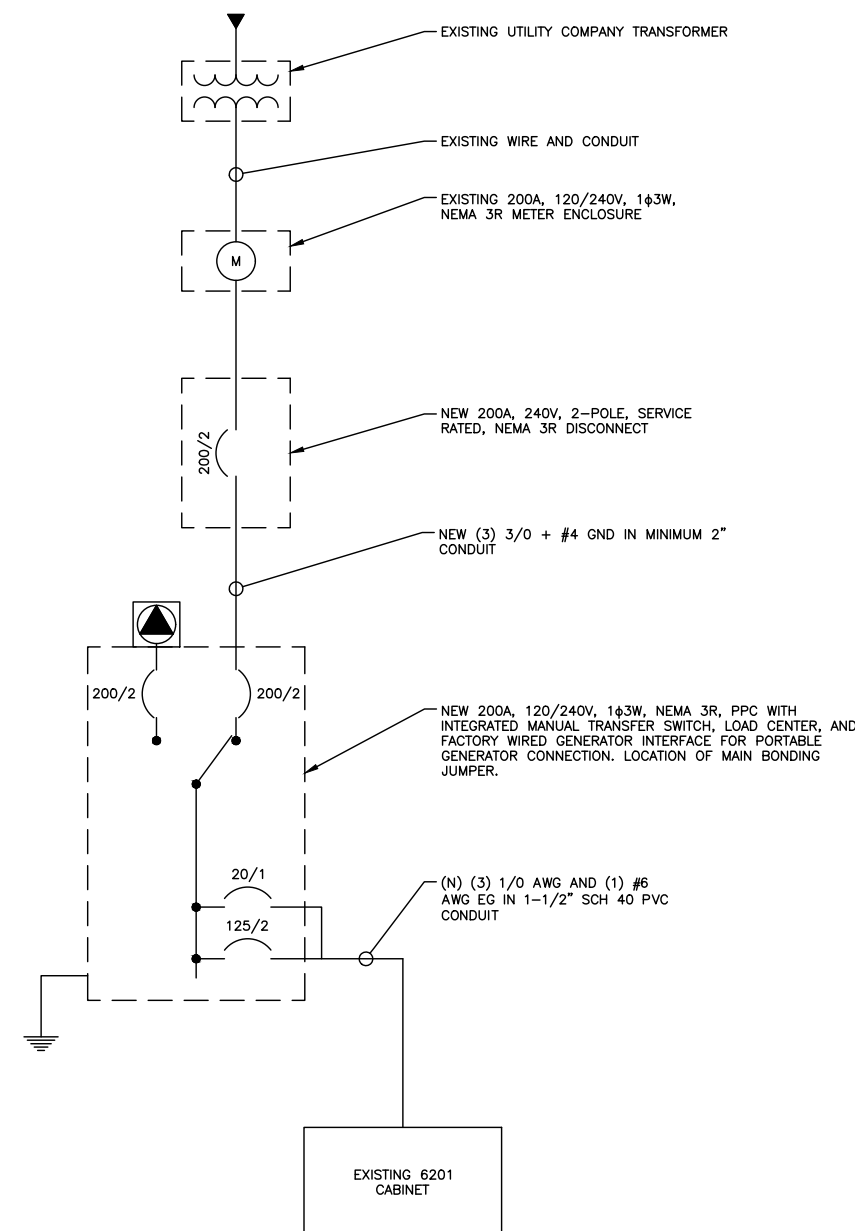 EXISTING UTILITY COMPANY TRANSFORMER
EXISTING WIRE AND CONDUIT
EXISTING 200A, 120/240V, 1ϕ3W,
NEMA 3R METER ENCLOSURE
M
NEW 200A, 240V, 2-POLE, SERVICE
RATED, NEMA 3R DISCONNECT
200/2
NEW (3) 3/0 + #4 GND IN MINIMUM 2"
CONDUIT
200/2
200/2
NEW 200A, 120/240V, 1ϕ3W, NEMA 3R, PPC WITH
INTEGRATED MANUAL TRANSFER SWITCH, LOAD CENTER, AND
FACTORY WIRED GENERATOR INTERFACE FOR PORTABLE
GENERATOR CONNECTION. LOCATION OF MAIN BONDING
JUMPER.
20/1
125/2
(N) (3) 1/0 AWG AND (1) #6
AWG EG IN 1-1/2" SCH 40 PVC
CONDUIT
EXISTING 6201
CABINET